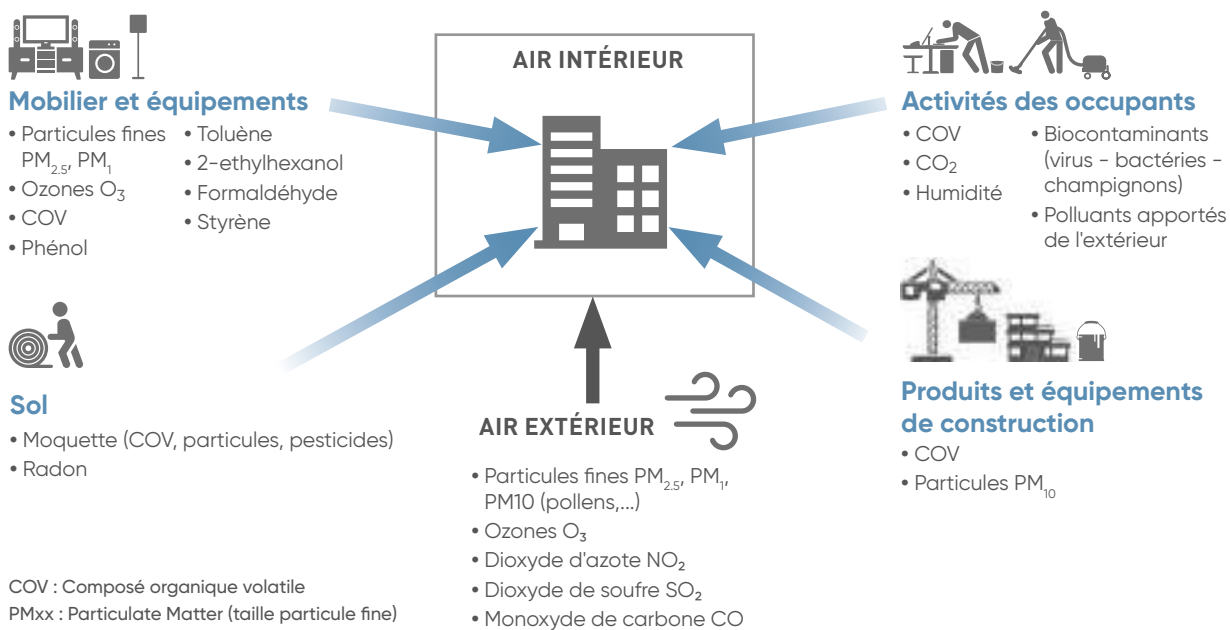 AIR INTÉRIEUR
Mobilier et équipements
• Particules fines
PM2.5, PM1
• Ozones O3
• COV
• Phénol
• Toluène
• 2-ethylhexanol
• Formaldéhyde
• Styrène
Activités des occupants
• COV
• CO2
• Humidité
• Biocontaminants
(virus - bactéries -
champignons)
• Polluants apportés
de l'extérieur
Sol
• Moquette (COV, particules, pesticides)
• Radon
AIR EXTÉRIEUR
• Particules fines PM2.5, PM1,
PM10 (pollens,...)
• Ozones O3
• Dioxyde d'azote NO2
• Dioxyde de soufre SO2
• Monoxyde de carbone CO
Produits et équipements
de construction
• COV
• Particules PM10
COV : Composé organique volatile
PMxx : Particulate Matter (taille particule fine)